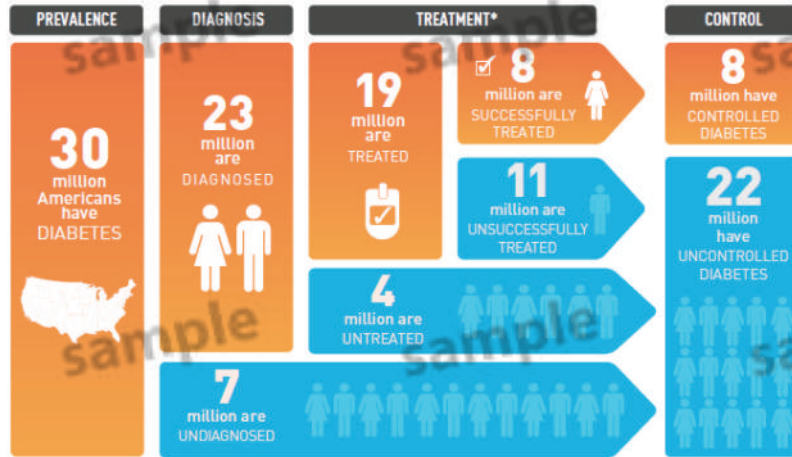 PREVALENCE
DIAGNOSIS
TREATMENT*
CONTROL
30
million
Americans
have
DIABETES
23
million
are
DIAGNOSED
19
million
are
TREATED
8
million are
SUCCESSFULLY
TREATED
11
million are
UNSUCCESSFULLY
TREATED
4
million are
UNTREATED
7
million are
UNDIAGNOSED
8
million have
CONTROLLED
DIABETES
22
million
have
UNCONTROLLED
DIABETES
sample
sample
sample
sample
sa
sa